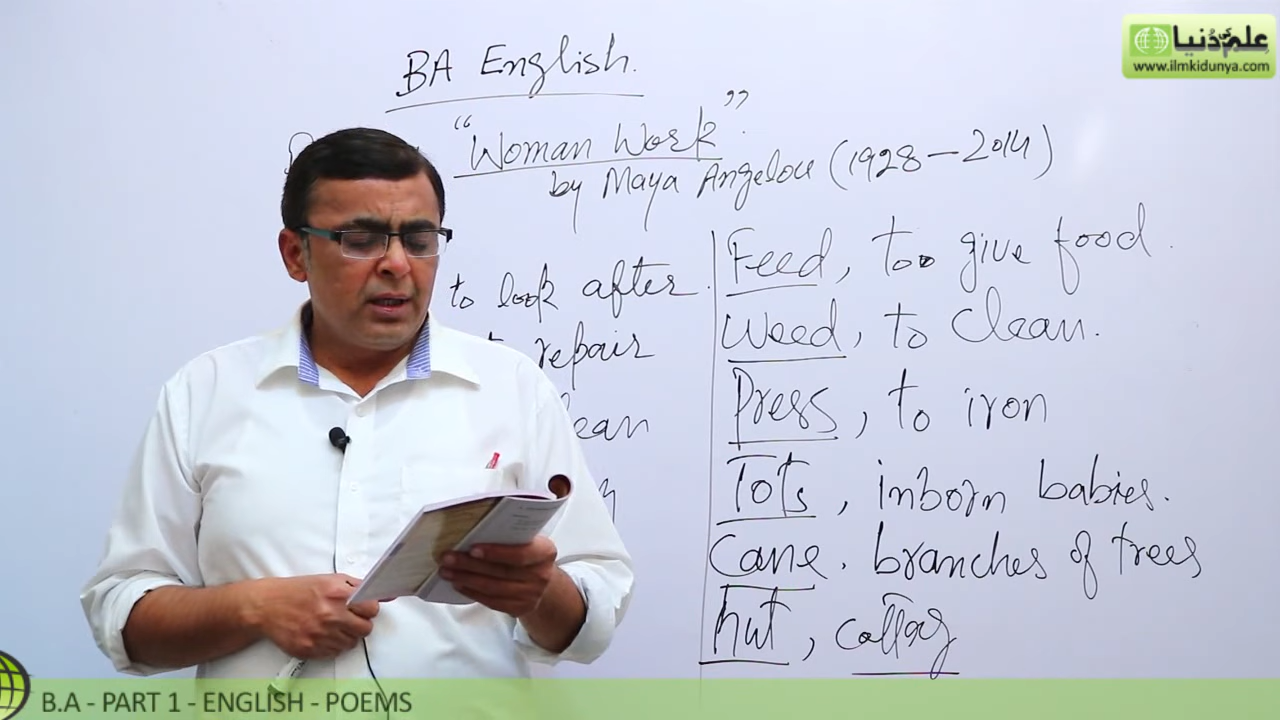 علم کی دنیا
www.ilmkidunya.com
BA English.
"Woman Work".
by Maya Angelou (1928-2014)
to look after.
to repair
Feed, too give food.
Weed, to clean.
Press, to iron
Tots, inborn babies.
Cane. branches of trees
hut,
B.A - PART 1 - ENGLISH - POEMS